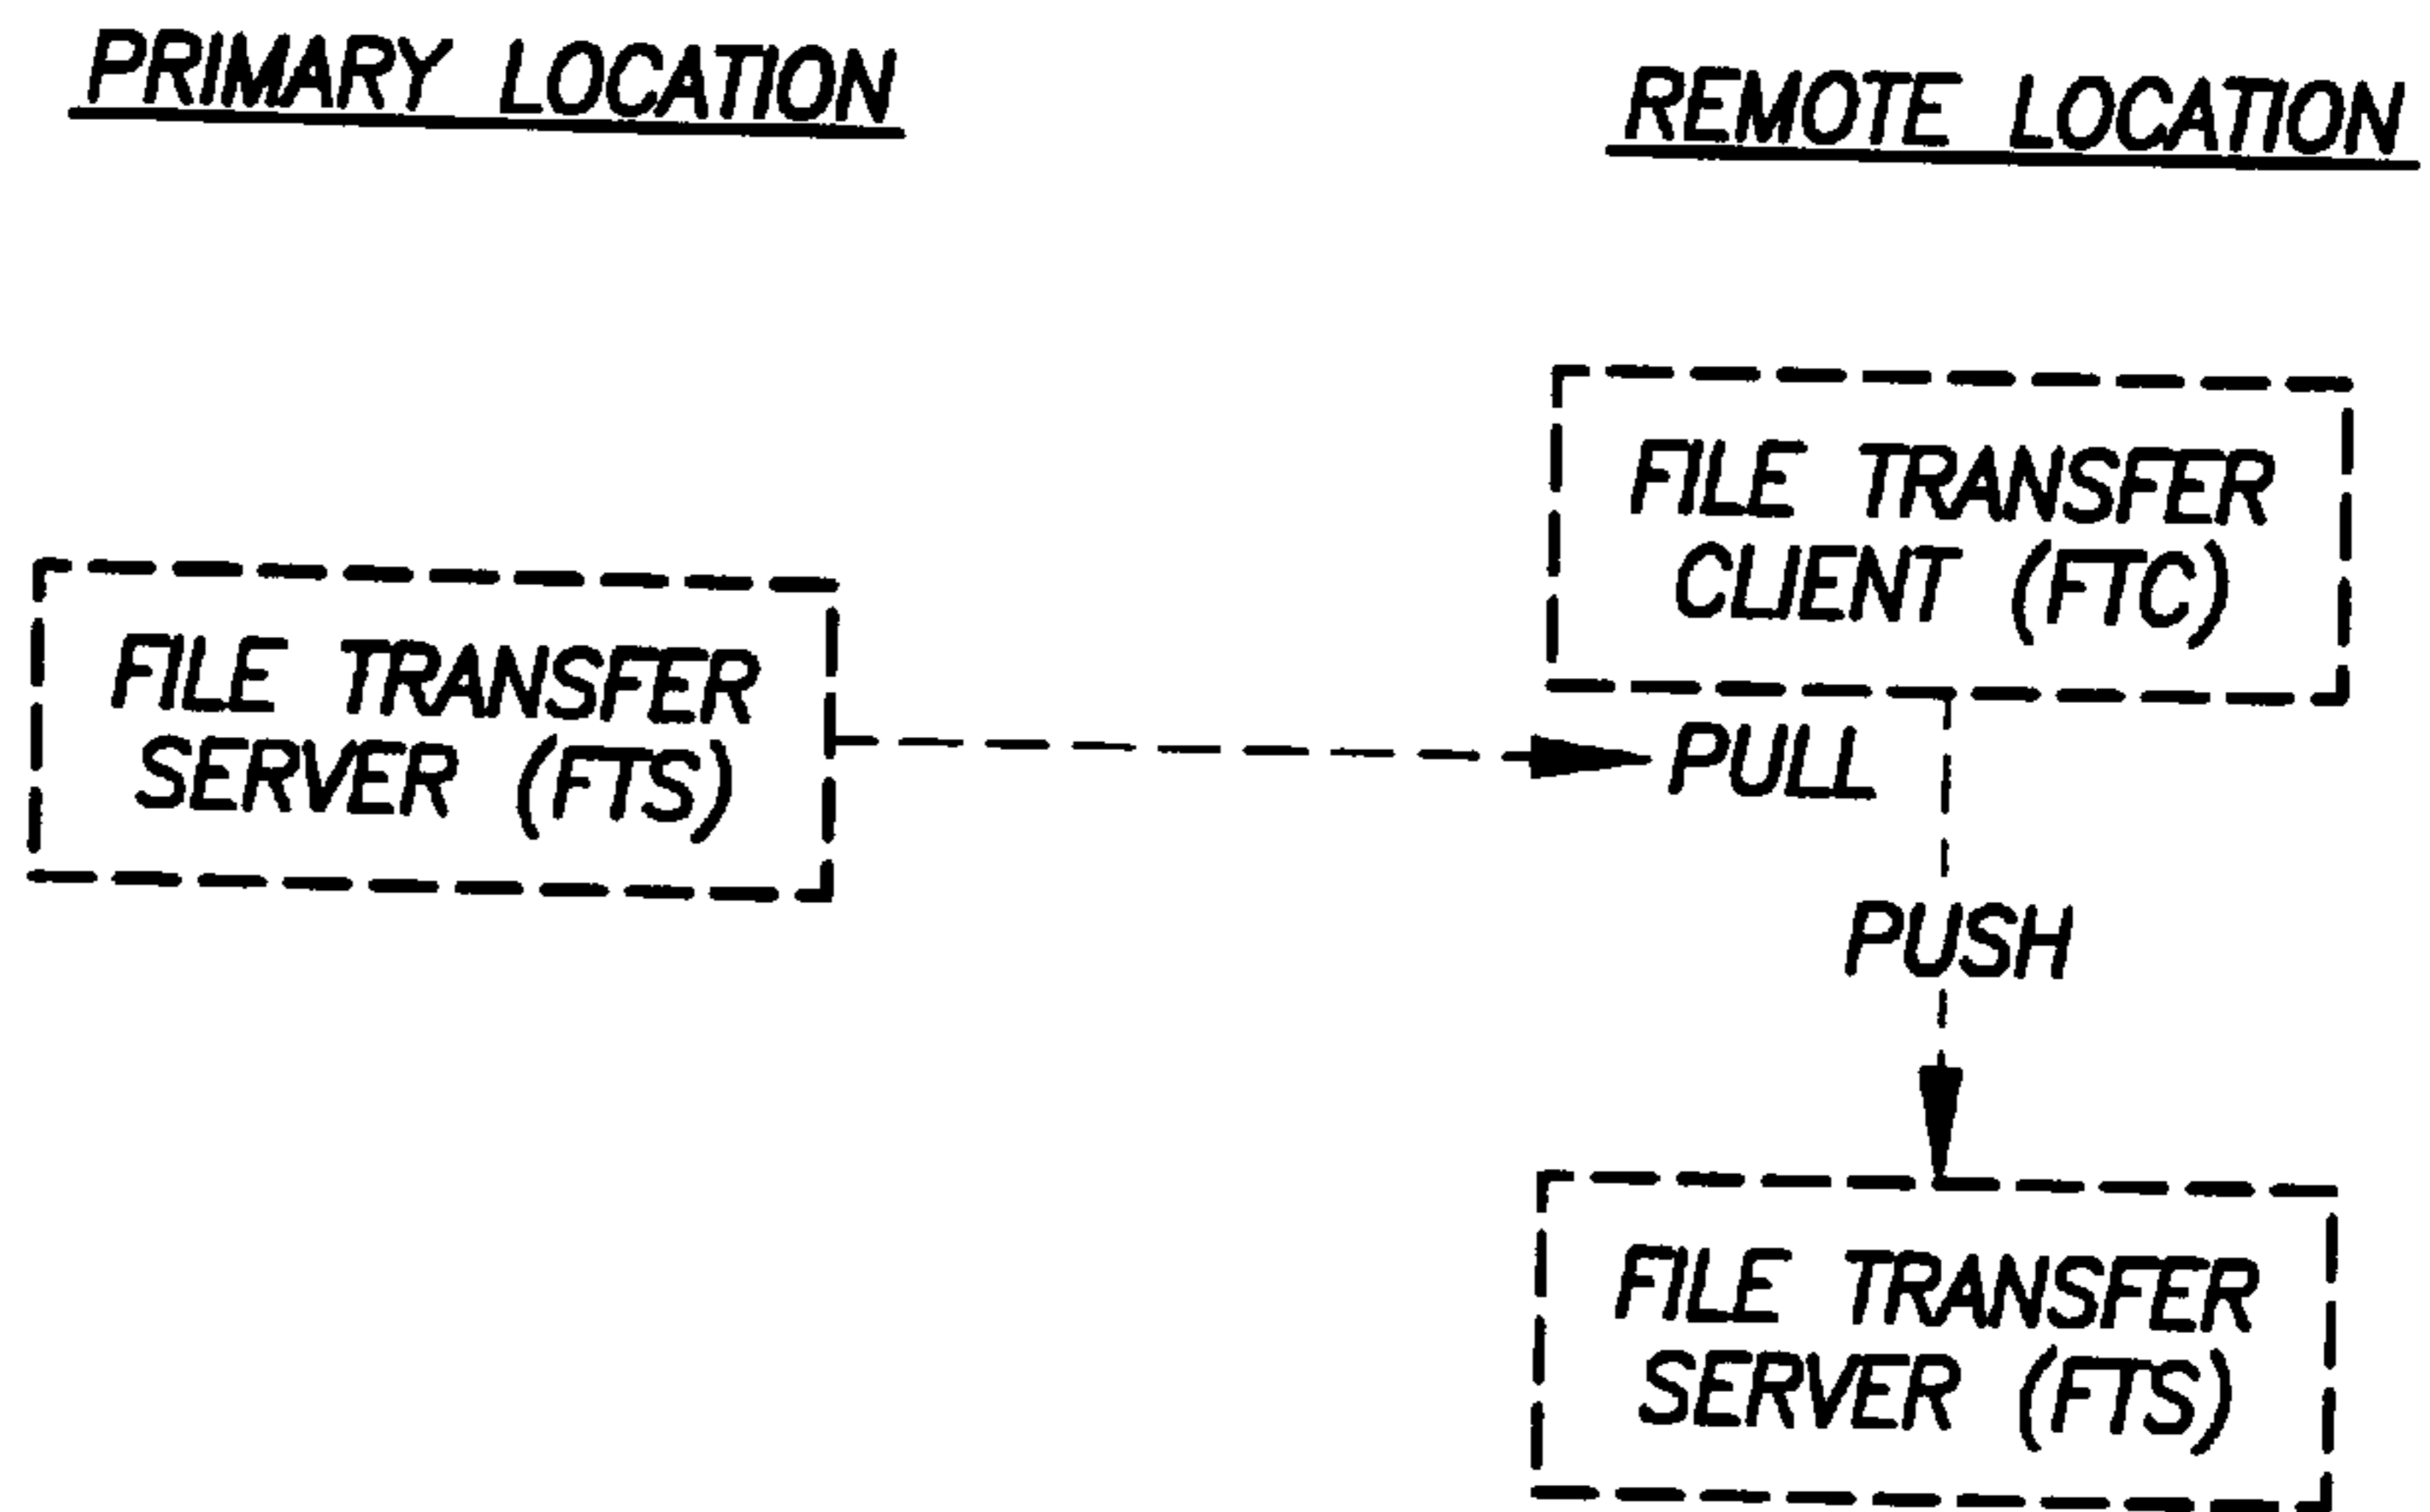 PRIMARY LOCATION
REMOTE LOCATION
FILE TRANSFER
CLIENT (FTC)
FILE TRANSFER
SERVER (FTS)
PULL
PUSH
FILE TRANSFER
SERVER (FTS)